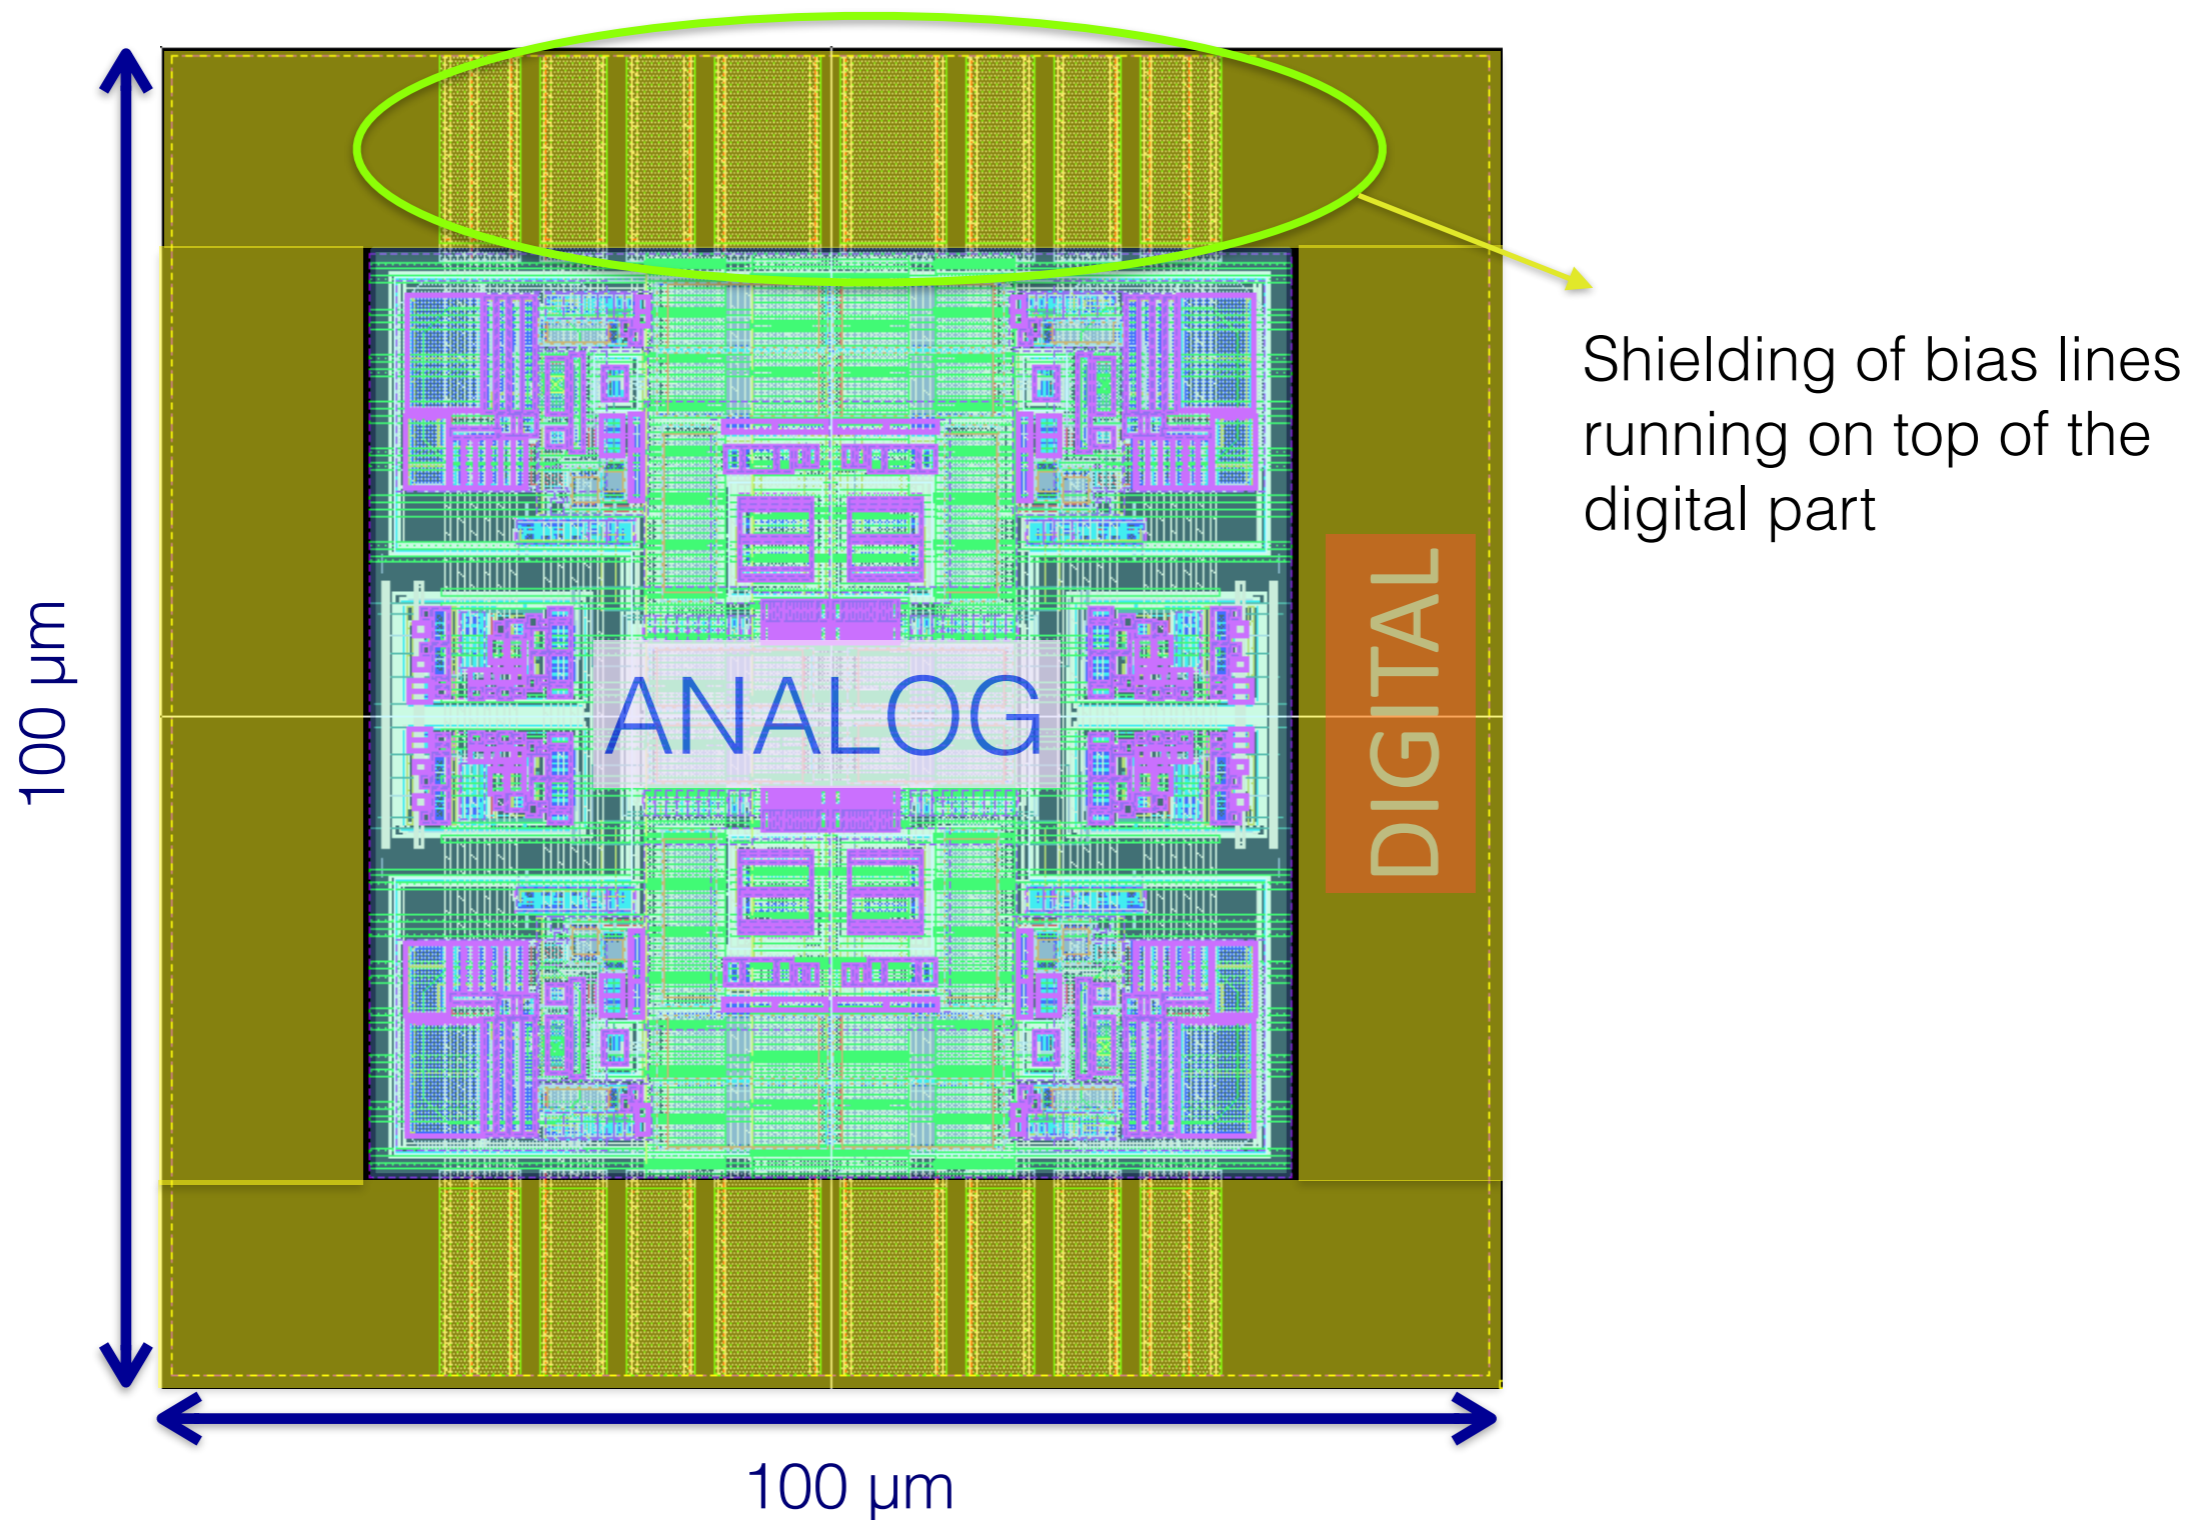 100 µm
ANALOG
DIGITAL
Shielding of bias lines
running on top of the
digital part
100 µm